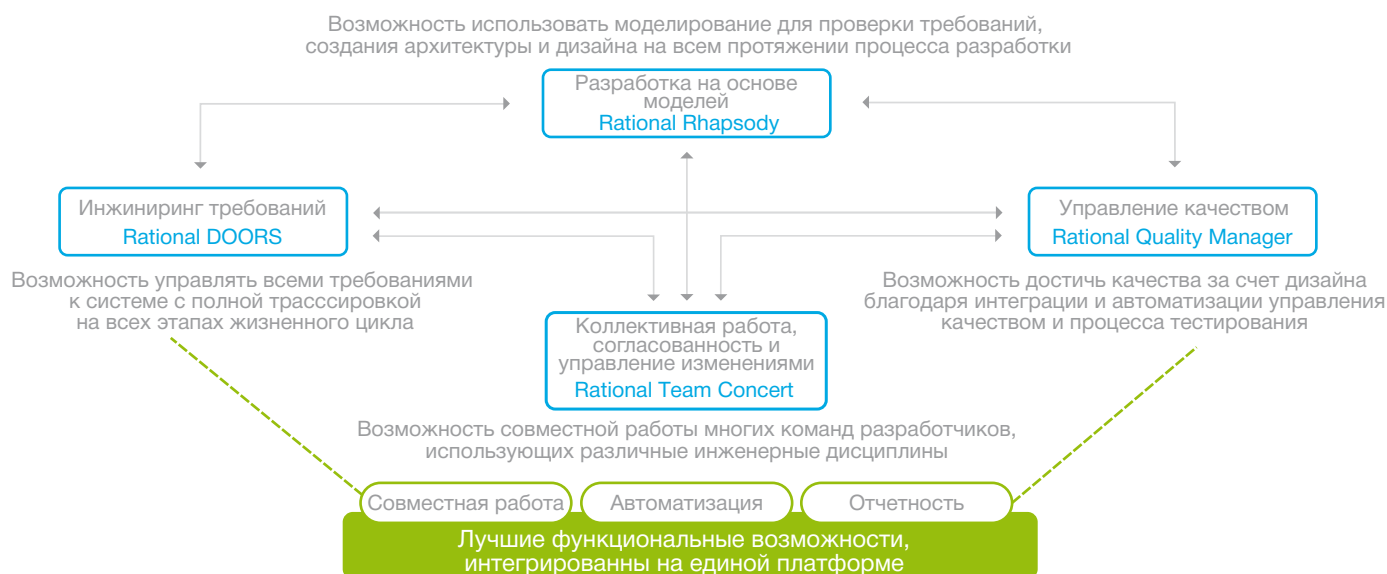 Возможность использовать моделирование для проверки требований,
создания архитектуры и дизайна на всем протяжении процесса разработки
Разработка на основе
моделей
Rational Rhapsody
Инжиниринг требований
Rational DOORS
Управление качеством
Rational Quality Manager
Возможность управлять всеми требованиями
к системе с полной трасссировкой
на всех этапах жизненного цикла
Возможность достичь качества за счет дизайна
благодаря интеграции и автоматизации управления
качеством и процесса тестирования
Коллективная работа,
согласованность и
управление изменениями
Rational Team Concert
Возможность совместной работы многих команд разработчиков,
использующих различные инженерные дисциплины
Совместная работа
Автоматизация
Отчетность
Лучшие функциональные возможности,
интегрированны на единой платформе